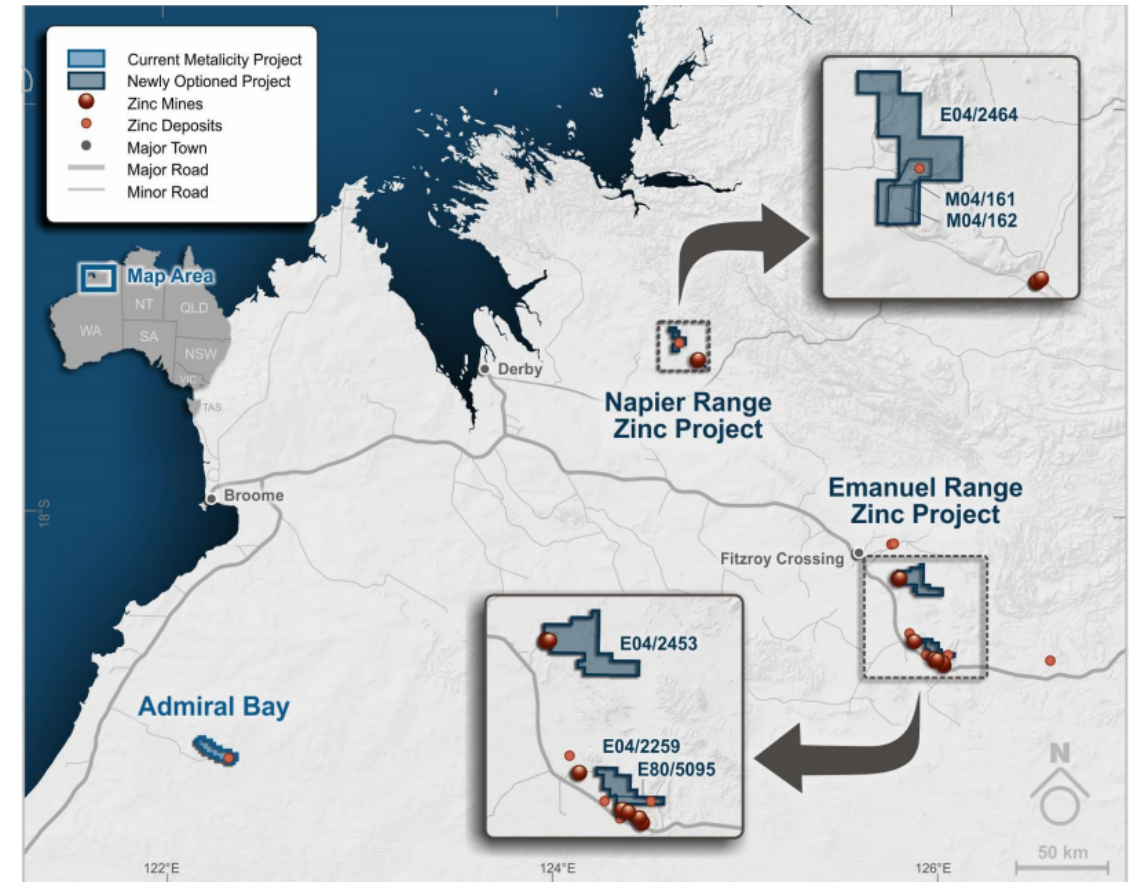 Current Metalicity Project
Newly Optioned Project
Zinc Mines
Zinc Deposits
Major Town
Major Road
Minor Road
Map Area
WA
NT
SA
QLD
NSW
VIC
TAS
E04/2464
M04/161
M04/162
Derby
Napier Range
Zinc Project
Broome
18°S
Emanuel Range
Zinc Project
Fitzroy Crossing
E04/2453
E04/2259
E80/5095
Admiral Bay
N
50 km
122°E
124°E
126°E